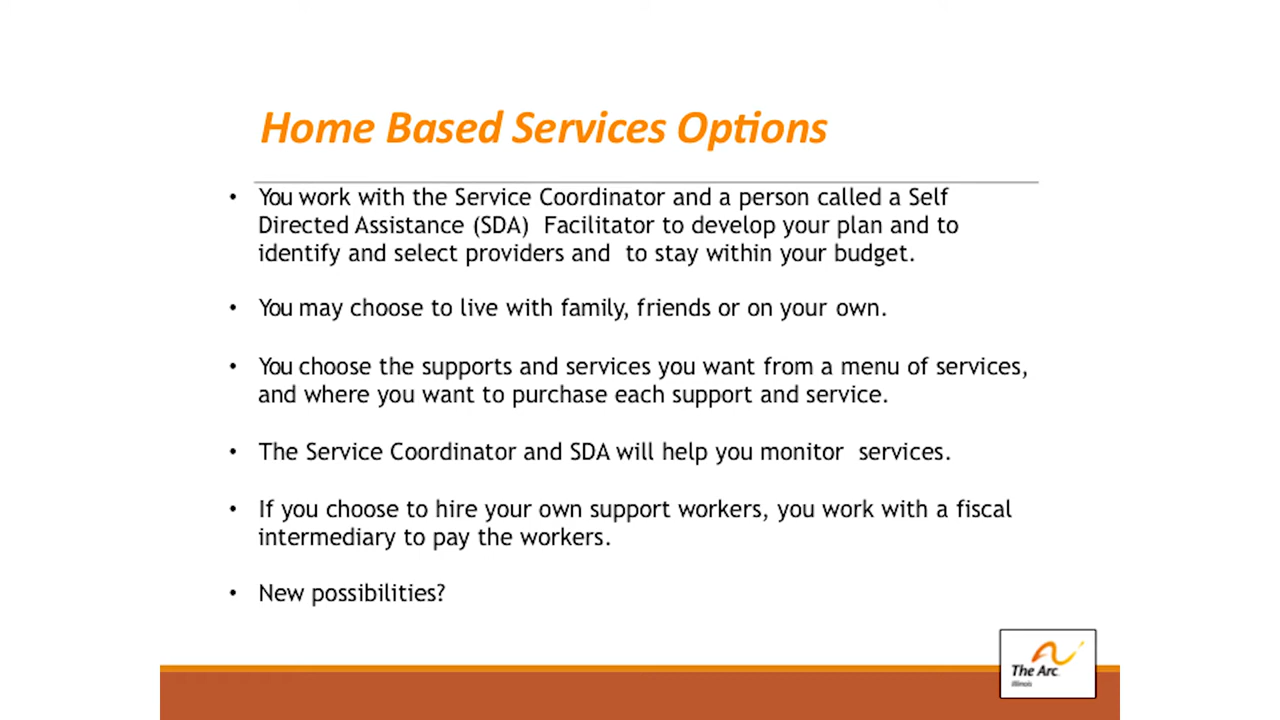 Home Based Services Options
• You work with the Service Coordinator and a person called a Self
Directed Assistance (SDA) Facilitator to develop your plan and to
identify and select providers and to stay within your budget.
• You may choose to live with family, friends or on your own.
• You choose the supports and services you want from a menu of services,
and where you want to purchase each support and service.
• The Service Coordinator and SDA will help you monitor services.
• If you choose to hire your own support workers, you work with a fiscal
intermediary to pay the workers.
• New possibilities?
The Arc
Illinois